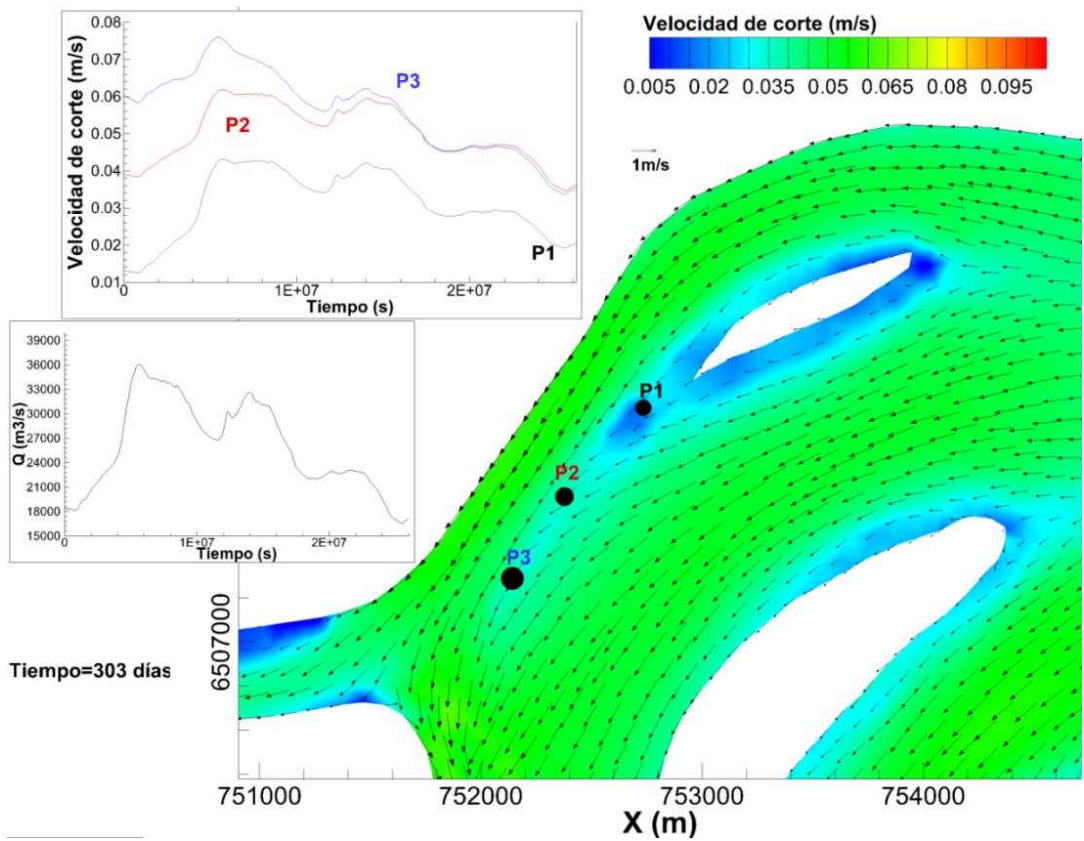 0.08
0.07
0.06
0.05
0.04
0.03
0.02
0.01
Velocidad de corte (m/s)
P3
P2
P1
0
1E+07
2E+07
Tiempo (s)
39000
36000
33000
30000
27000
24000
21000
18000
15000
Q (m3/s)
0
1E+07
2E+07
Tiempo (s)
Velocidad de corte (m/s)
0.005 0.02 0.035 0.05 0.065 0.08 0.095
1m/s
P1
P2
P3
6507000
Tiempo=303 días
751000
752000
753000
754000
X (m)